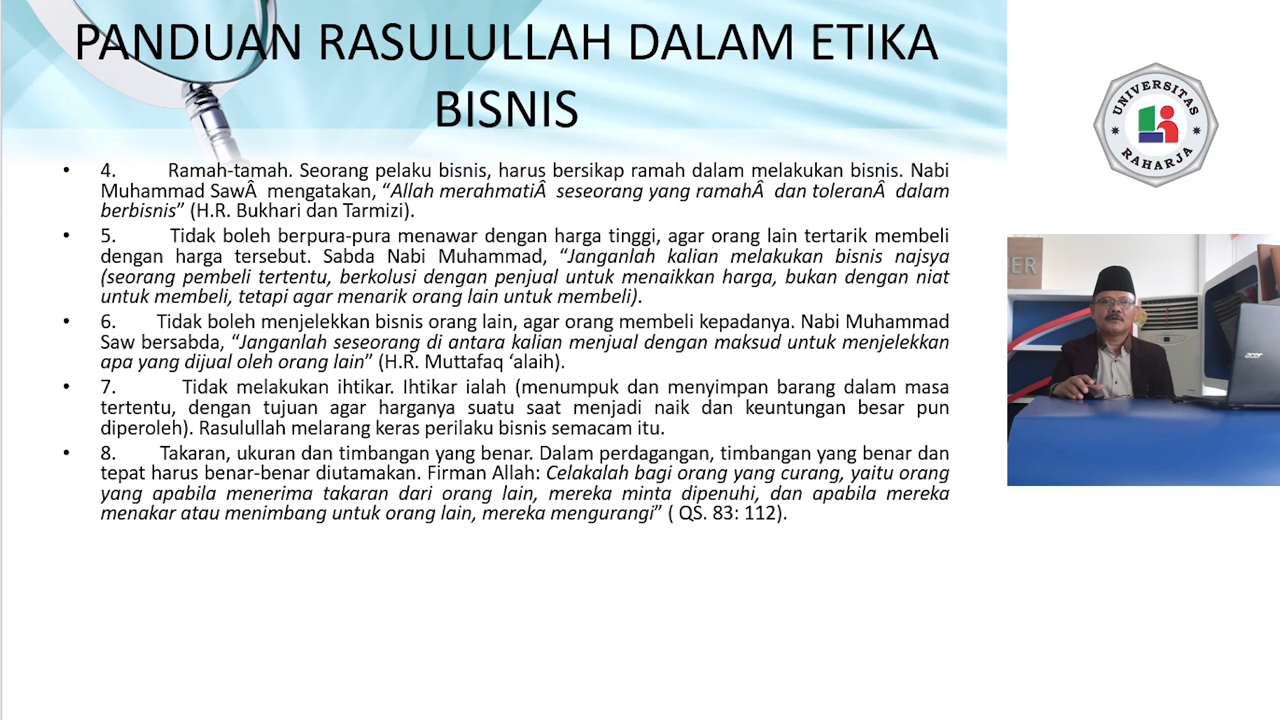 PANDUAN RASULULLAH DALAM ETIKA
BISNIS
• 4. Ramah-tamah. Seorang pelaku bisnis, harus bersikap ramah dalam melakukan bisnis. Nabi
Muhammad SawÂ mengatakan, “Allah merahmatiÂ seseorang yang ramahÂ dan toleranÂ dalam
berbisnis” (H.R. Bukhari dan Tarmizi).
• 5. Tidak boleh berpura-pura menawar dengan harga tinggi, agar orang lain tertarik membeli
dengan harga tersebut. Sabda Nabi Muhammad, “Janganlah kalian melakukan bisnis najsya
(seorang pembeli tertentu, berkolusi dengan penjual untuk menaikkan harga, bukan dengan niat
untuk membeli, tetapi agar menarik orang lain untuk membeli).
• 6. Tidak boleh menjelekkan bisnis orang lain, agar orang membeli kepadanya. Nabi Muhammad
Saw bersabda, “Janganlah seseorang di antara kalian menjual dengan maksud untuk menjelekkan
apa yang dijual oleh orang lain” (H.R. Muttafaq ‘alaih).
• 7. Tidak melakukan ihtikar. Ihtikar ialah (menumpuk dan menyimpan barang dalam masa
tertentu, dengan tujuan agar harganya suatu saat menjadi naik dan keuntungan besar pun
diperoleh). Rasulullah melarang keras perilaku bisnis semacam itu.
• 8. Takaran, ukuran dan timbangan yang benar. Dalam perdagangan, timbangan yang benar dan
tepat harus benar-benar diutamakan. Firman Allah: Celakalah bagi orang yang curang, yaitu orang
yang apabila menerima takaran dari orang lain, mereka minta dipenuhi, dan apabila mereka
menakar atau menimbang untuk orang lain, mereka mengurangi” ( QS. 83: 112).
UNIVERSITAS
RAHARJA
ER
acer